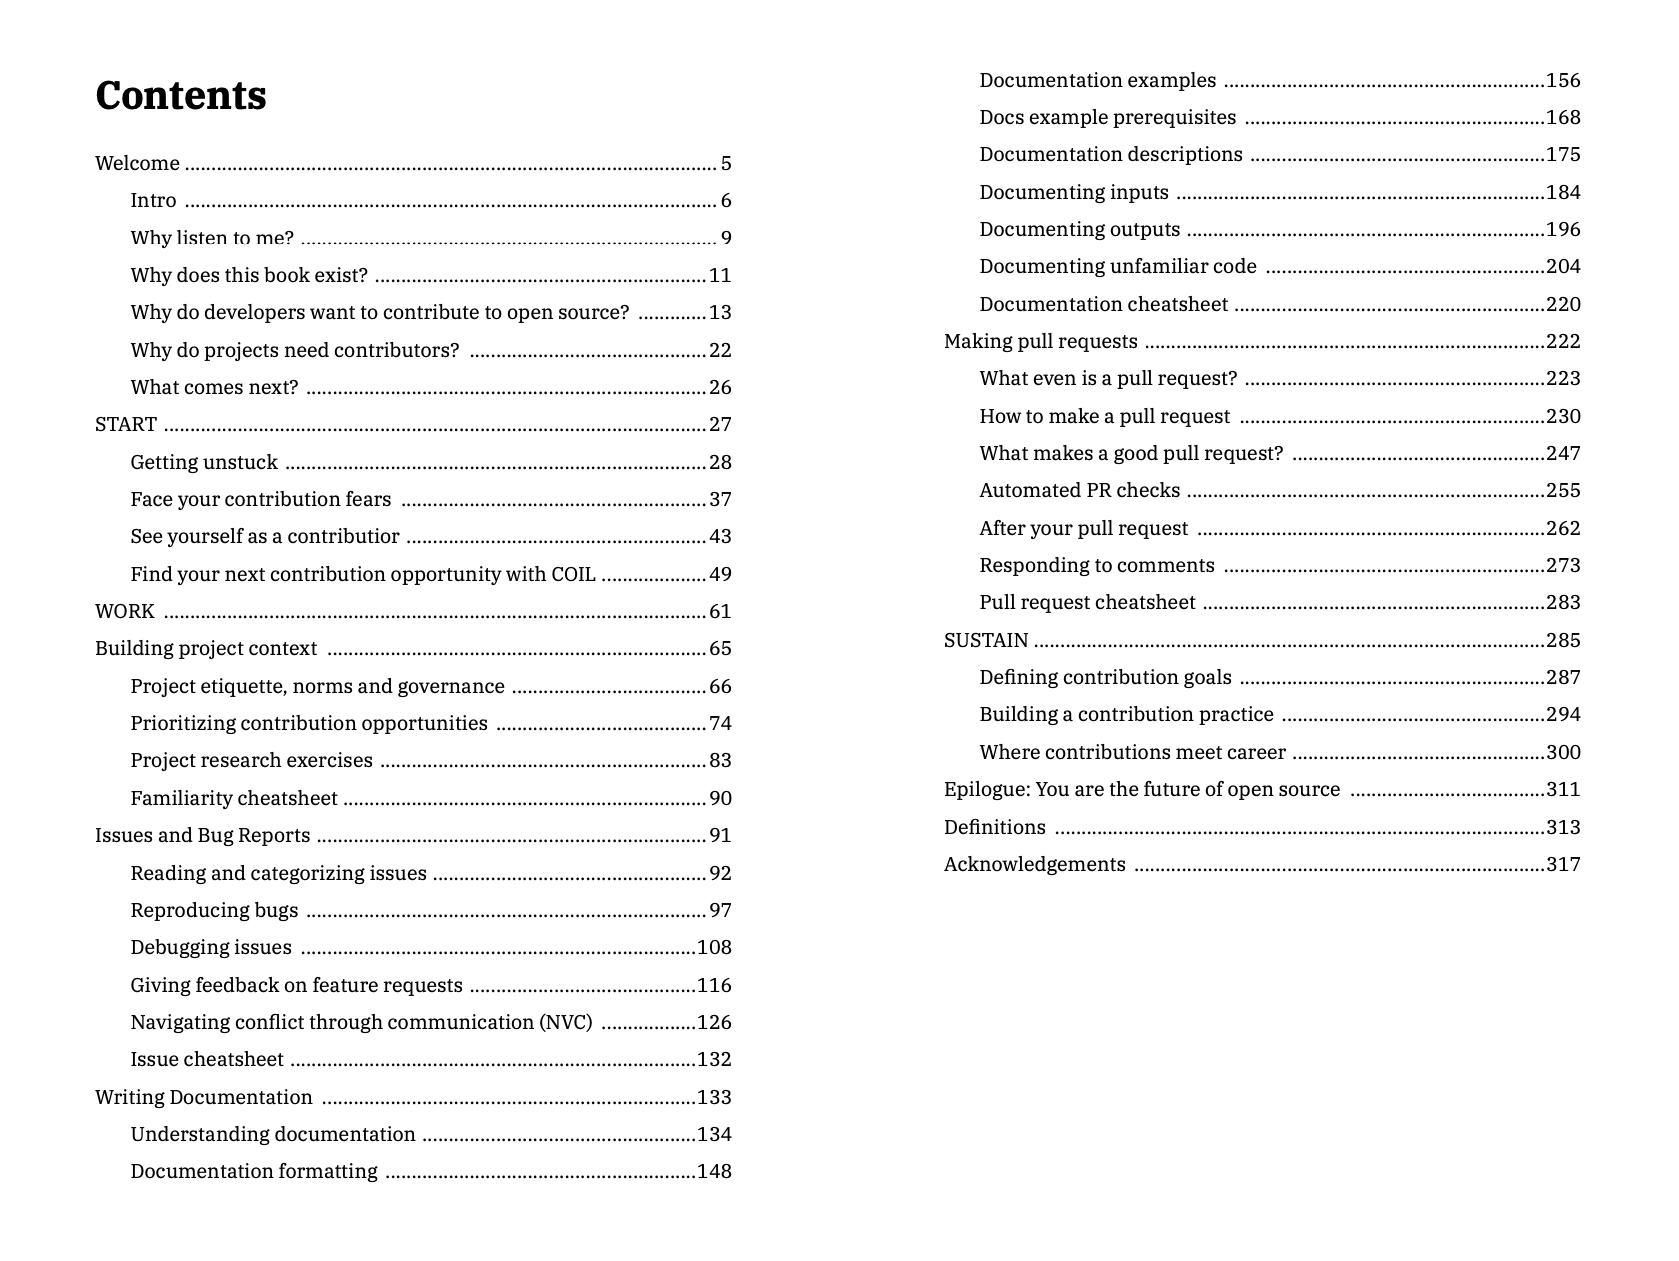 Contents
Welcome ........ 5
Intro ........ 6
Why listen to me? ........ 9
Why does this book exist? ........ 11
Why do developers want to contribute to open source? ........ 13
Why do projects need contributors? ........ 22
What comes next? ........ 26
START ........ 27
Getting unstuck ........ 28
Face your contribution fears ........ 37
See yourself as a contributior ........ 43
Find your next contribution opportunity with COIL ........ 49
WORK ........ 61
Building project context ........ 65
Project etiquette, norms and governance ........ 66
Prioritizing contribution opportunities ........ 74
Project research exercises ........ 83
Familiarity cheatsheet ........ 90
Issues and Bug Reports ........ 91
Reading and categorizing issues ........ 92
Reproducing bugs ........ 97
Debugging issues ........ 108
Giving feedback on feature requests ........ 116
Navigating conflict through communication (NVC) ........ 126
Issue cheatsheet ........ 132
Writing Documentation ........ 133
Understanding documentation ........ 134
Documentation formatting ........ 148
Documentation examples ........ 156
Docs example prerequisites ........ 168
Documentation descriptions ........ 175
Documenting inputs ........ 184
Documenting outputs ........ 196
Documenting unfamiliar code ........ 204
Documentation cheatsheet ........ 220
Making pull requests ........ 222
What even is a pull request? ........ 223
How to make a pull request ........ 230
What makes a good pull request? ........ 247
Automated PR checks ........ 255
After your pull request ........ 262
Responding to comments ........ 273
Pull request cheatsheet ........ 283
SUSTAIN ........ 285
Defining contribution goals ........ 287
Building a contribution practice ........ 294
Where contributions meet career ........ 300
Epilogue: You are the future of open source ........ 311
Definitions ........ 313
Acknowledgements ........ 317